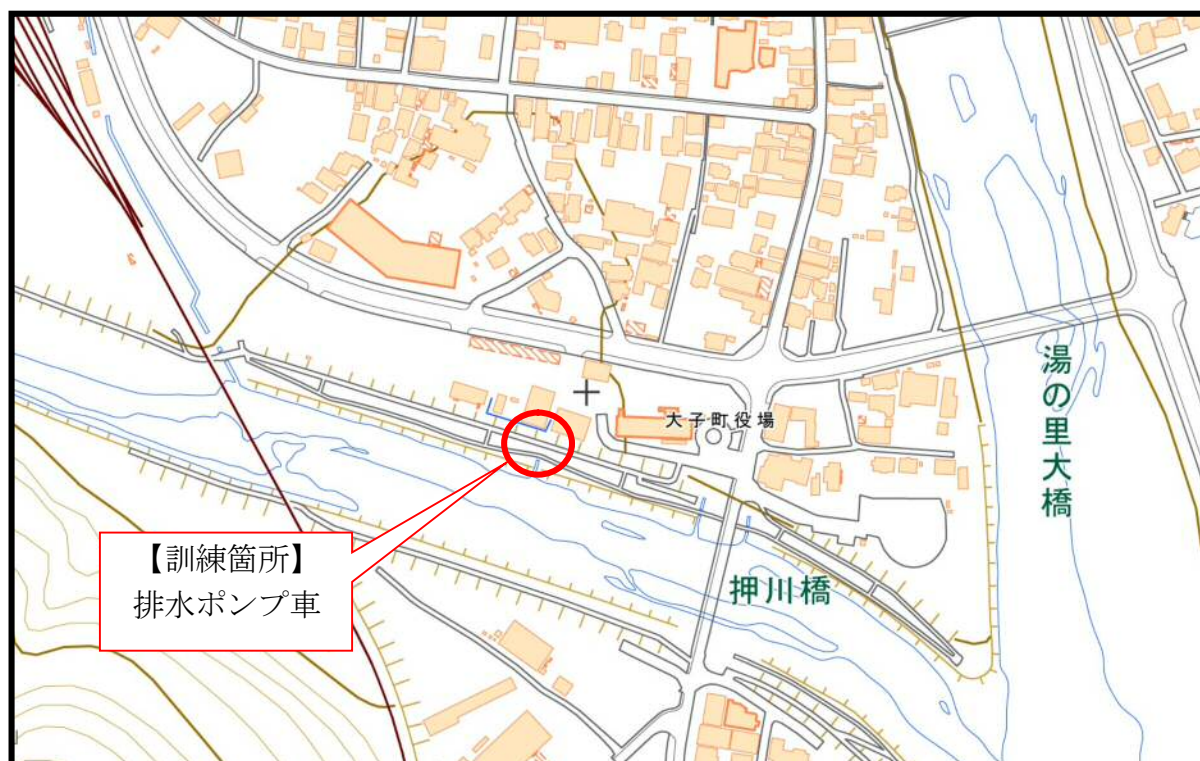 大子町役場
湯の里大橋
【訓練箇所】
排水ポンプ車
押川橋